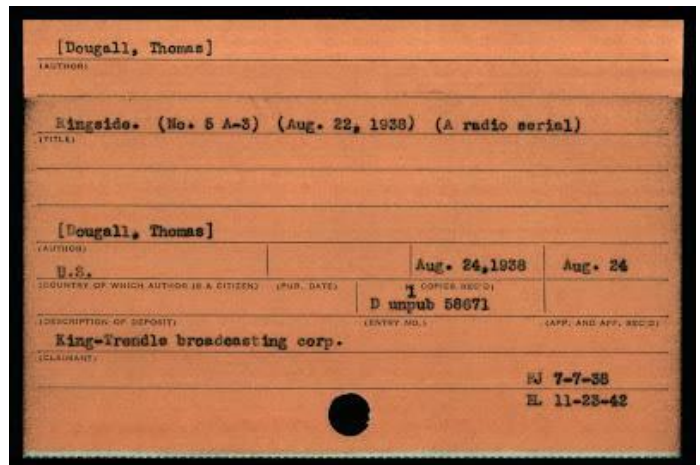 [Dougall, Thomas]
(AUTHOR)
Ringside. (No. 5 A-3) (Aug. 22, 1938) (A radio serial)
(TITLE)
[Dougall, Thomas]
(AUTHOR)
U.S. Aug. 24,1938 Aug. 24
(COUNTRY OF WHICH AUTHOR IS A CITIZEN) (PUB. DATE) 1 COPIES REC'D)
D unpub 58671
(DESCRIPTION OF DEPOSIT) (ENTRY NO.) (APP. AND AFF. REC'D)
King-Trendle broadcasting corp.
(CLAIMANT)
7-7-38
11-23-42